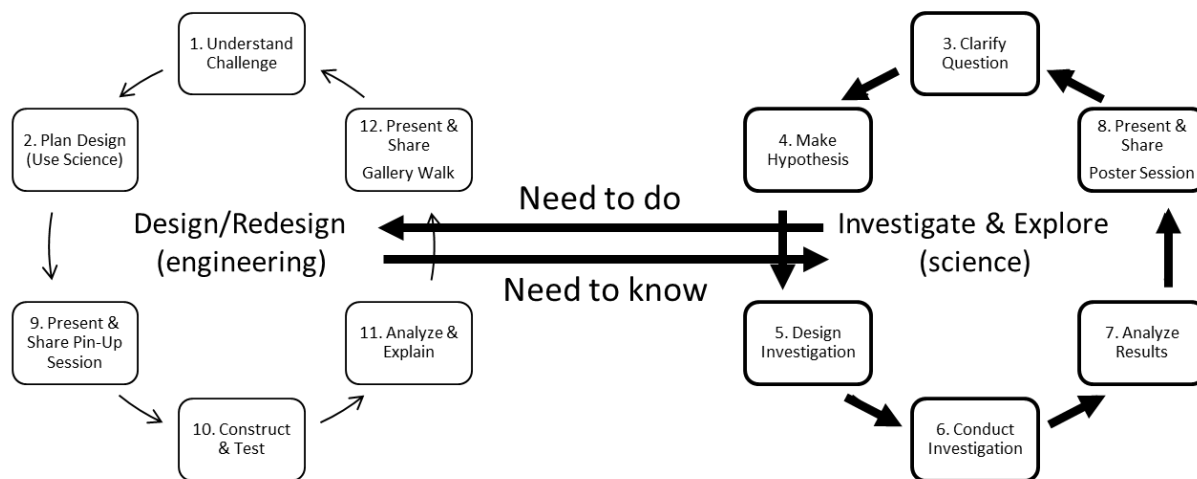 1. Understand
Challenge
2. Plan Design
(Use Science)
12. Present &
Share
Gallery Walk
Design/Redesign
(engineering)
9. Present &
Share Pin-Up
Session
11. Analyze &
Explain
10. Construct
& Test
Need to do
Need to know
3. Clarify
Question
4. Make
Hypothesis
8. Present &
Share
Poster Session
Investigate & Explore
(science)
5. Design
Investigation
7. Analyze
Results
6. Conduct
Investigation